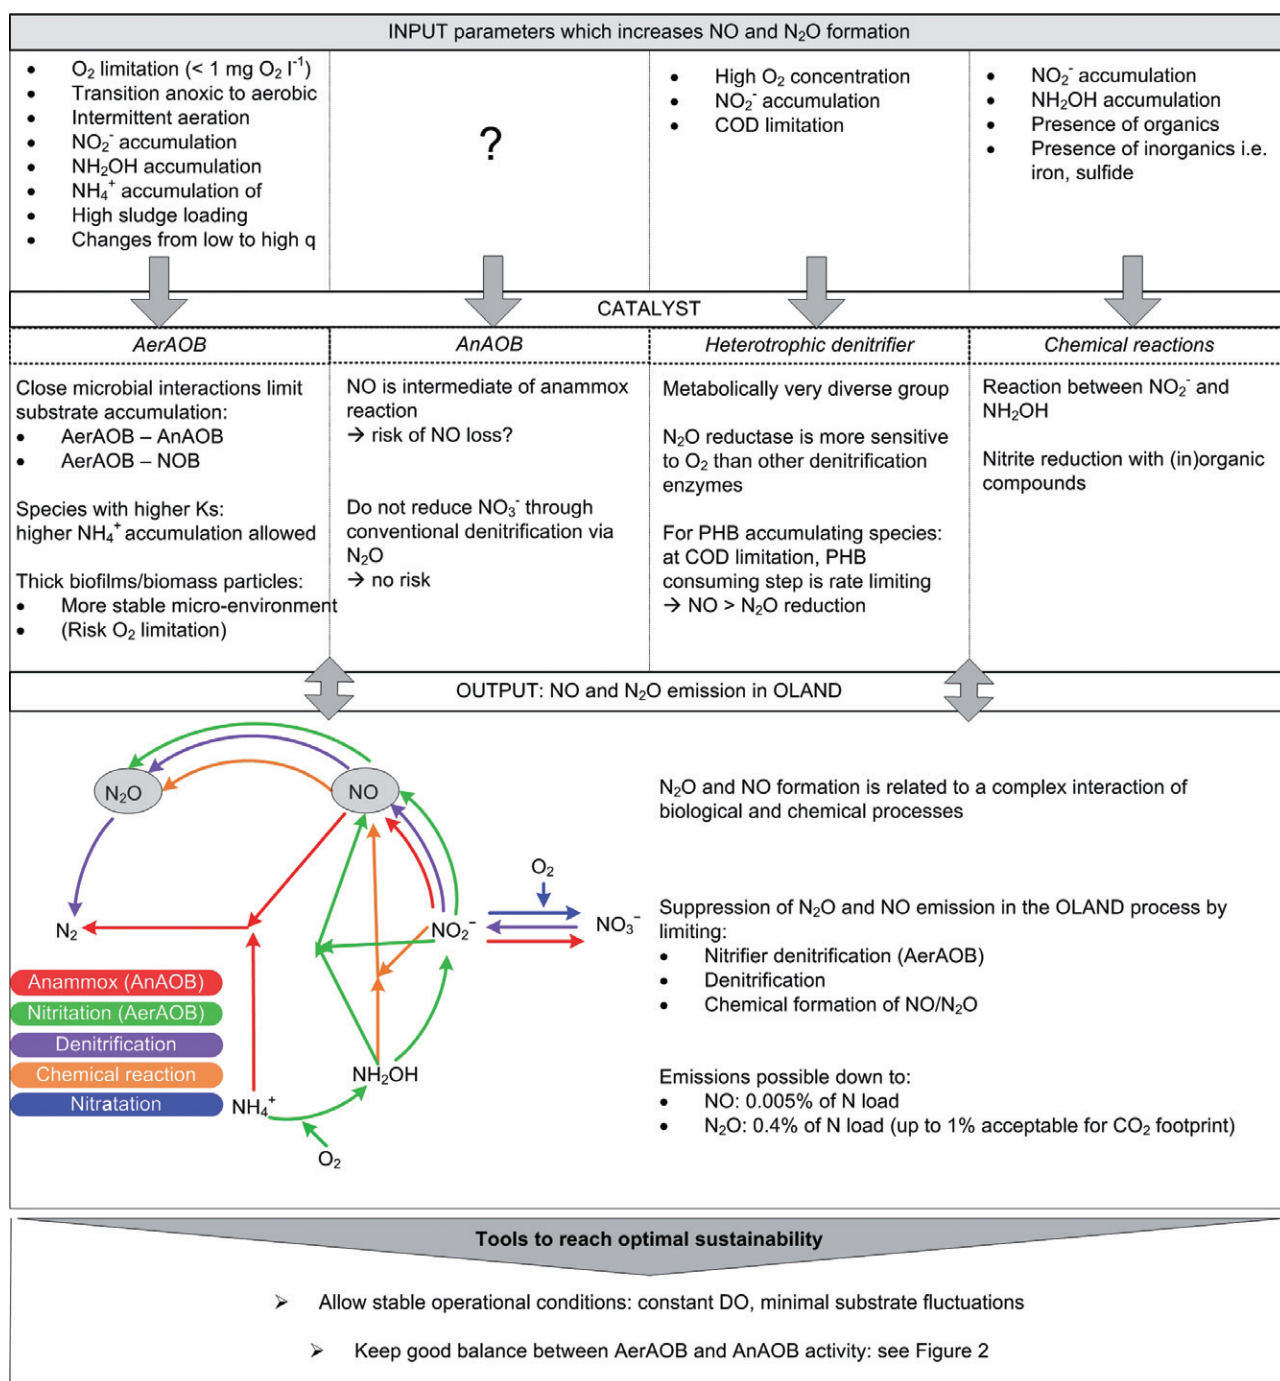 INPUT parameters which increases NO and N₂O formation
• O₂ limitation (< 1 mg O₂ l⁻¹)
• Transition anoxic to aerobic
• Intermittent aeration
• NO₂⁻ accumulation
• NH₂OH accumulation
• NH₄⁺ accumulation of
• High sludge loading
• Changes from low to high q
?
• High O₂ concentration
• NO₂⁻ accumulation
• COD limitation
• NO₂⁻ accumulation
• NH₂OH accumulation
• Presence of organics
• Presence of inorganics i.e.
iron, sulfide
CATALYST
AerAOB
AnAOB
Heterotrophic denitrifier
Chemical reactions
Close microbial interactions limit
substrate accumulation:
• AerAOB – AnAOB
• AerAOB – NOB
Species with higher Ks:
higher NH₄⁺ accumulation allowed
Thick biofilms/biomass particles:
• More stable micro-environment
• (Risk O₂ limitation)
NO is intermediate of anammox
reaction
→ risk of NO loss?
Do not reduce NO₃⁻ through
conventional denitrification via
N₂O
→ no risk
Metabolically very diverse group
N₂O reductase is more sensitive
to O₂ than other denitrification
enzymes
For PHB accumulating species:
at COD limitation, PHB
consuming step is rate limiting
→ NO > N₂O reduction
Reaction between NO₂⁻ and
NH₂OH
Nitrite reduction with (in)organic
compounds
OUTPUT: NO and N₂O emission in OLAND
N₂O
NO
O₂
N₂
NO₂⁻
NO₃⁻
Anammox (AnAOB)
Nitritation (AerAOB)
Denitrification
Chemical reaction
Nitratation
NH₂OH
NH₄⁺
O₂
N₂O and NO formation is related to a complex interaction of
biological and chemical processes
Suppression of N₂O and NO emission in the OLAND process by
limiting:
• Nitrifier denitrification (AerAOB)
• Denitrification
• Chemical formation of NO/N₂O
Emissions possible down to:
• NO: 0.005% of N load
• N₂O: 0.4% of N load (up to 1% acceptable for CO₂ footprint)
Tools to reach optimal sustainability
➢ Allow stable operational conditions: constant DO, minimal substrate fluctuations
➢ Keep good balance between AerAOB and AnAOB activity: see Figure 2